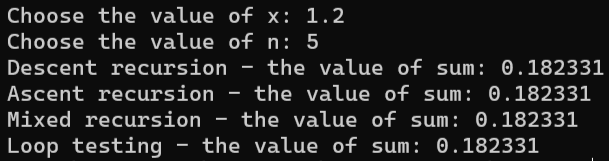 Choose the value of x: 1.2
Choose the value of n: 5
Descent recursion - the value of sum: 0.182331
Ascent recursion - the value of sum: 0.182331
Mixed recursion - the value of sum: 0.182331
Loop testing - the value of sum: 0.182331